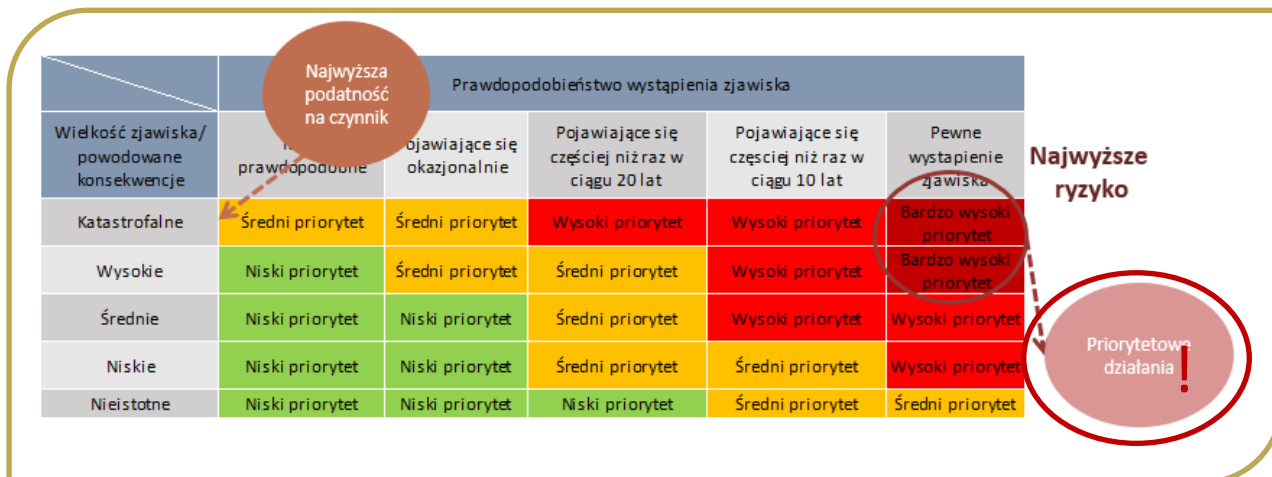 Najwyższa
podatność
na czynnik
Prawdopodobieństwo wystąpienia zjawiska
Wielkość zjawiska/
powodowane
konsekwencje
prawdopodobne
okazjonalnie
Pojawiające się
częściej niż raz w
ciągu 20 lat
Pojawiające się
częsciej niż raz w
ciągu 10 lat
Pewne
wystapienie
zjawiska
Najwyższe
ryzyko
Katastrofalne
Średni priorytet
Średni priorytet
Wysoki priorytet
Wysoki priorytet
Bardzo wysoki
priorytet
Wysokie
Niski priorytet
Średni priorytet
Średni priorytet
Wysoki priorytet
Bardzo wysoki
priorytet
Średnie
Niski priorytet
Niski priorytet
Średni priorytet
Wysoki priorytet
Wysoki priorytet
Niskie
Niski priorytet
Niski priorytet
Średni priorytet
Średni priorytet
Wysoki priorytet
Nieistotne
Niski priorytet
Niski priorytet
Niski priorytet
Średni priorytet
Średni priorytet
Priorytetowe
działania
!